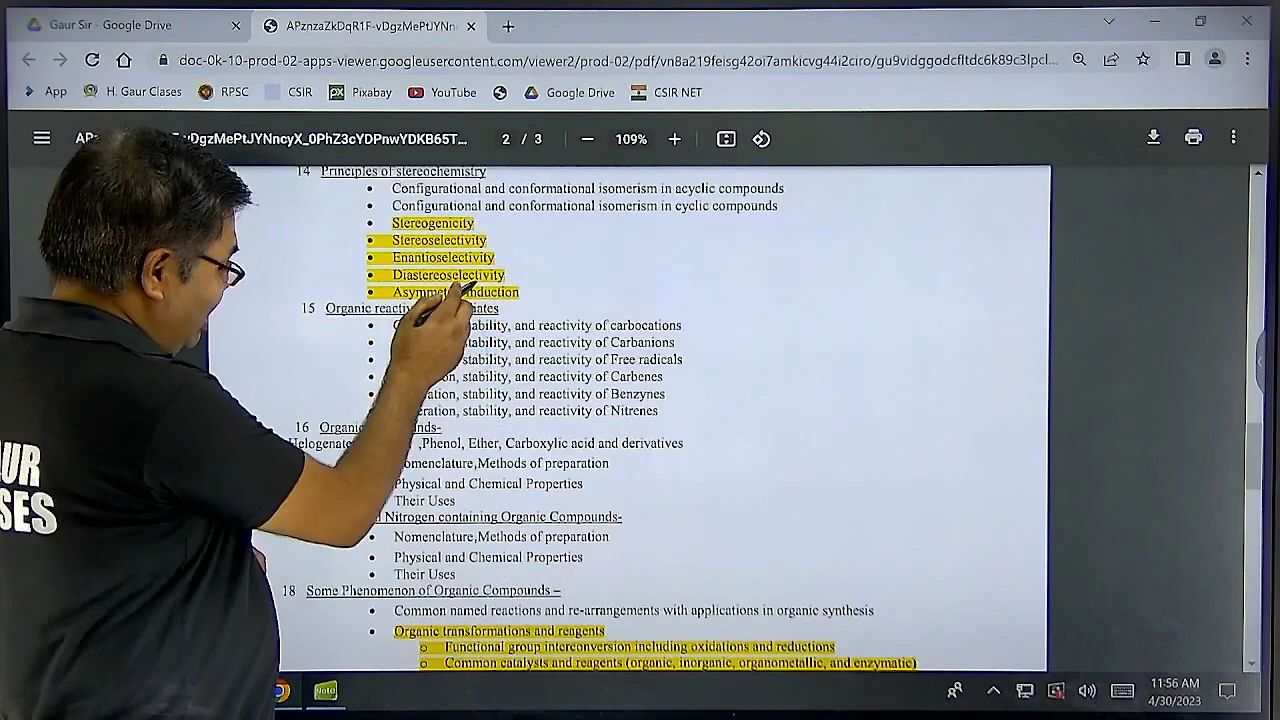 Gaur Sir - Google Drive
APznzaZkDqR1F-vDgzMePtJYNn
doc-0k-10-prod-02-apps-viewer.googleusercontent.com/viewer2/prod-02/pdf/vn8a219feisg42oi7amkicvg44i2ciro/gu9vidggodcfltdc6k89c3lpcl...
App H. Gaur Clases RPSC CSIR Pixabay YouTube Google Drive CSIR NET
vDgzMePtJYNncyX_0PhZ3cYDPnwYDKB65T... 2 / 3 109%
14 Principles of stereochemistry
• Configurational and conformational isomerism in acyclic compounds
• Configurational and conformational isomerism in cyclic compounds
• Stereogenicity
• Stereoselectivity
• Enantioselectivity
• Diastereoselectivity
• induction
15 Organic
and reactivity of carbocations
stability, and reactivity of Carbanions
stability, and reactivity of Free radicals
stability, and reactivity of Carbenes
stability, and reactivity of Benzynes
stability, and reactivity of Nitrenes
16
,Phenol, Ether, Carboxylic acid and derivatives
Nomenclature,Methods of preparation
Physical and Chemical Properties
Their Uses
Nitrogen containing Organic Compounds-
• Nomenclature,Methods of preparation
• Physical and Chemical Properties
• Their Uses
18 Some Phenomenon of Organic Compounds –
• Common named reactions and re-arrangements with applications in organic synthesis
• Organic transformations and reagents
o Functional group interconversion including oxidations and reductions
o Common catalysts and reagents (organic, inorganic, organometallic, and enzymatic)
Note
11:56 AM
4/30/2023